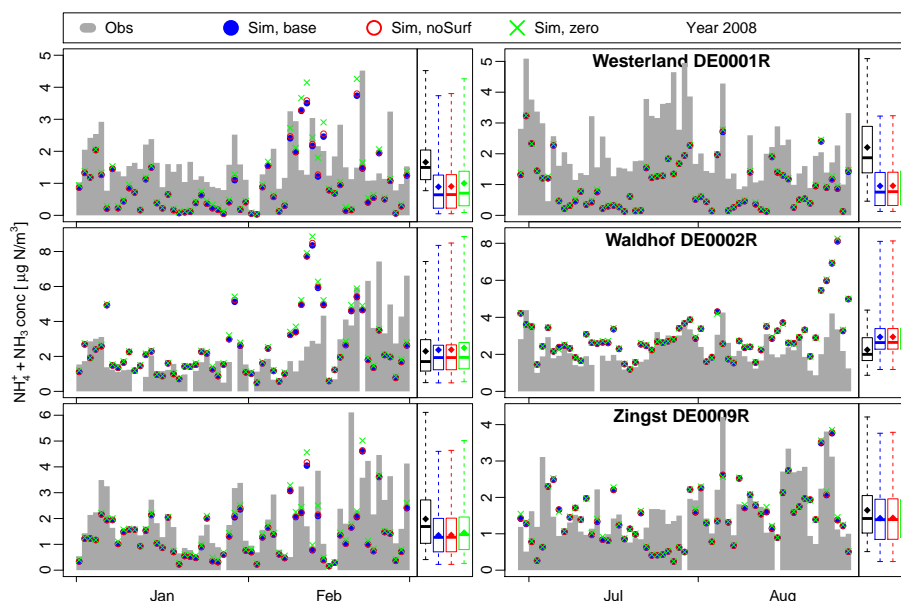 Obs Sim, base Sim, noSurf Sim, zero Year 2008
NH₄⁺ + NH₃ conc [ µg N/m³]
0 1 2 3 4 5
Westerland DE0001R
0 1 2 3 4 5
0 2 4 6 8
Waldhof DE0002R
0 2 4 6 8
0 1 2 3 4 5 6
Zingst DE0009R
0 1 2 3 4
Jan Feb Jul Aug